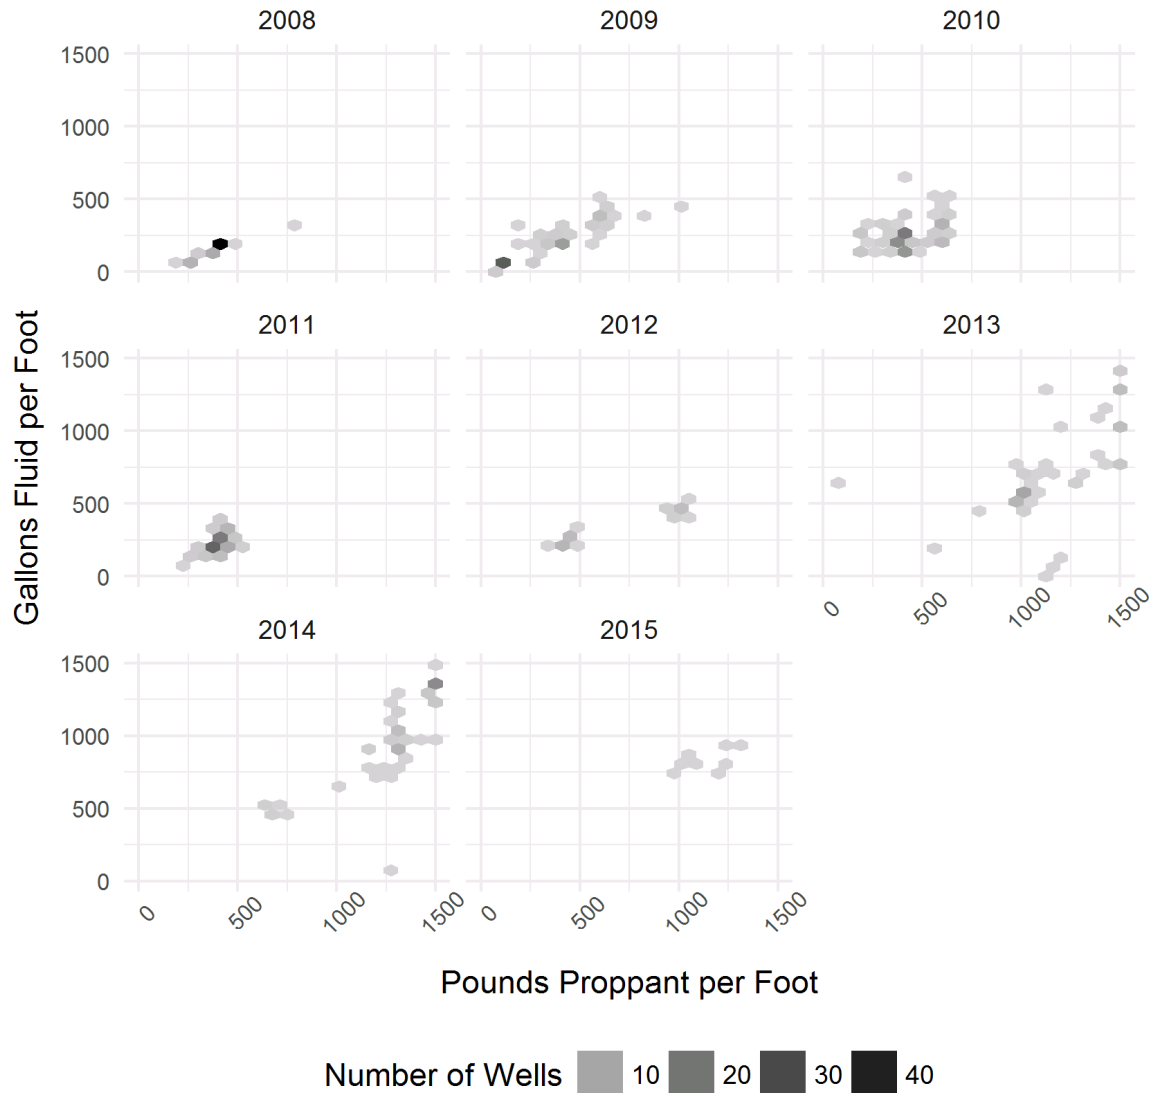 2008 2009 2010
1500
1000
500
0
2011 2012 2013
1500
1000
500
0
0 500 1000 1500
2014 2015
1500
1000
500
0
0 500 1000 1500 0 500 1000 1500
Gallons Fluid per Foot
Pounds Proppant per Foot
Number of Wells 10 20 30 40